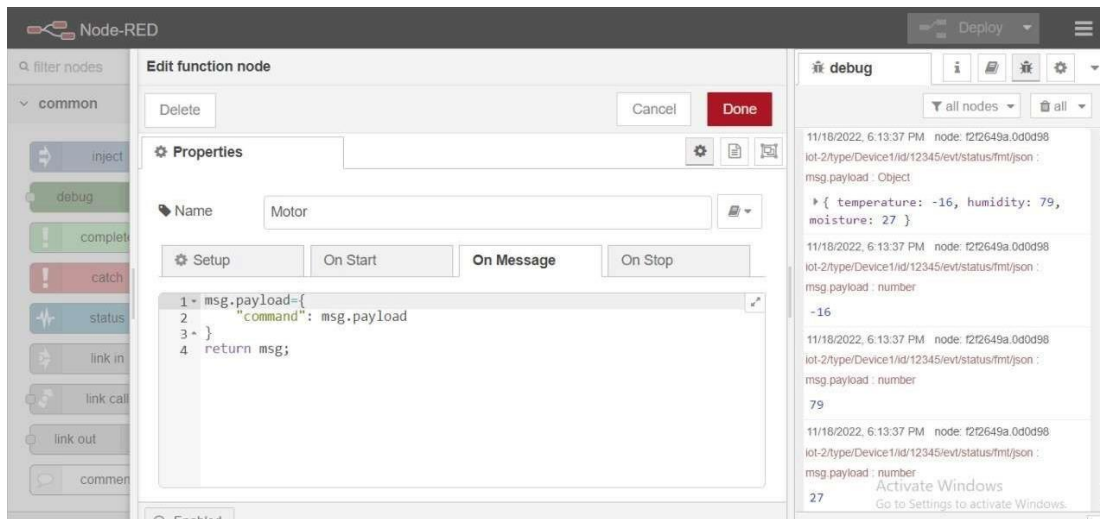 Node-RED
Deploy
filter nodes
common
inject
debug
complet
catch
status
link in
link call
link out
commen
Edit function node
Delete
Cancel
Done
Properties
Name
Motor
Setup
On Start
On Message
On Stop
1 msg.payload={
2 "command": msg.payload
3 }
4 return msg;
Enabled
debug
all nodes
all
11/18/2022, 6:13:37 PM node: f2f2649a.0d0d98
iot-2/type/Device1/id/12345/evt/status/fmt/json :
msg.payload : Object
{ temperature: -16, humidity: 79,
moisture: 27 }
11/18/2022, 6:13:37 PM node: f2f2649a.0d0d98
iot-2/type/Device1/id/12345/evt/status/fmt/json :
msg.payload : number
-16
11/18/2022, 6:13:37 PM node: f2f2649a.0d0d98
iot-2/type/Device1/id/12345/evt/status/fmt/json :
msg.payload : number
79
11/18/2022, 6:13:37 PM node: f2f2649a.0d0d98
iot-2/type/Device1/id/12345/evt/status/fmt/json :
msg.payload : number
27
Activate Windows
Go to Settings to activate Windows.